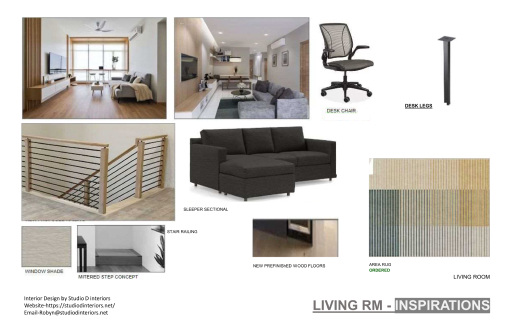 DESK CHAIR
DESK LEGS
SLEEPER SECTIONAL
STAIR RAILING
WINDOW SHADE
MITERED STEP CONCEPT
NEW PREFINISHED WOOD FLOORS
AREA RUG
ORDERED
LIVING ROOM
Interior Design by Studio D interiors
Website-https://studiodinteriors.net/
Email-Robyn@studiodinteriors.net
LIVING RM - INSPIRATIONS